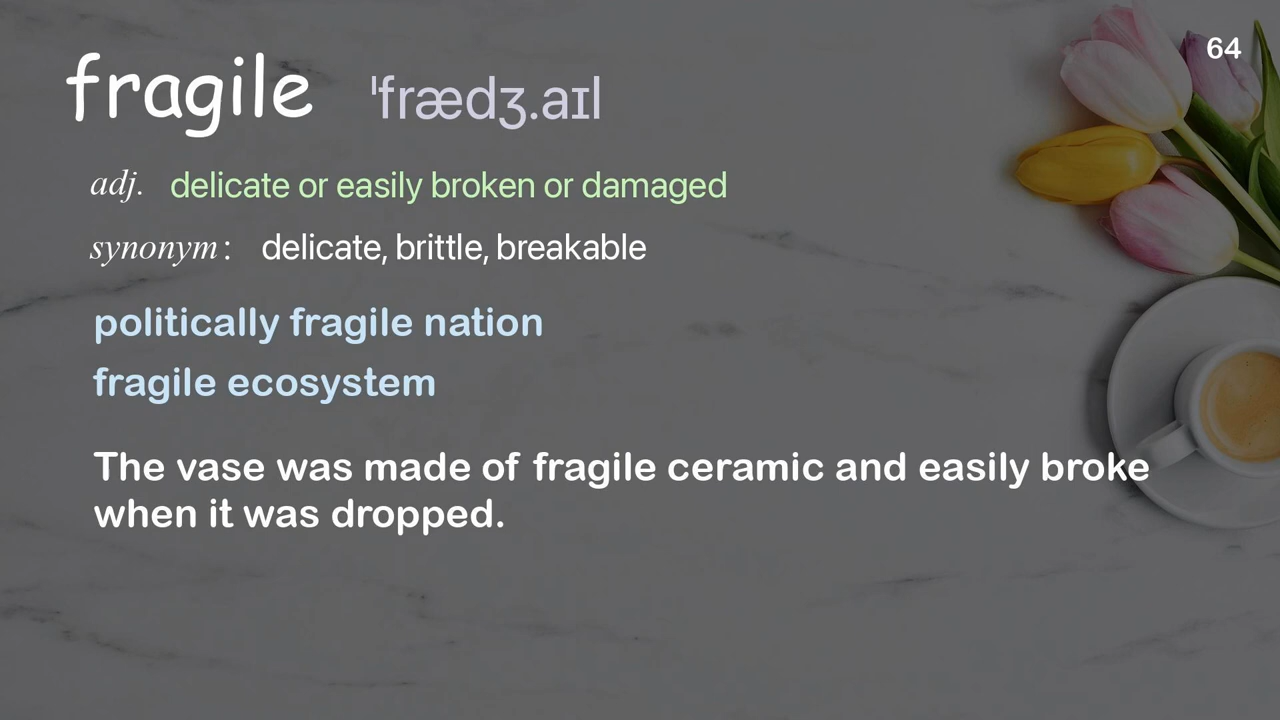 64
fragile ˈfrædʒ.aɪl
adj. delicate or easily broken or damaged
synonym: delicate, brittle, breakable
politically fragile nation
fragile ecosystem
The vase was made of fragile ceramic and easily broke
when it was dropped.